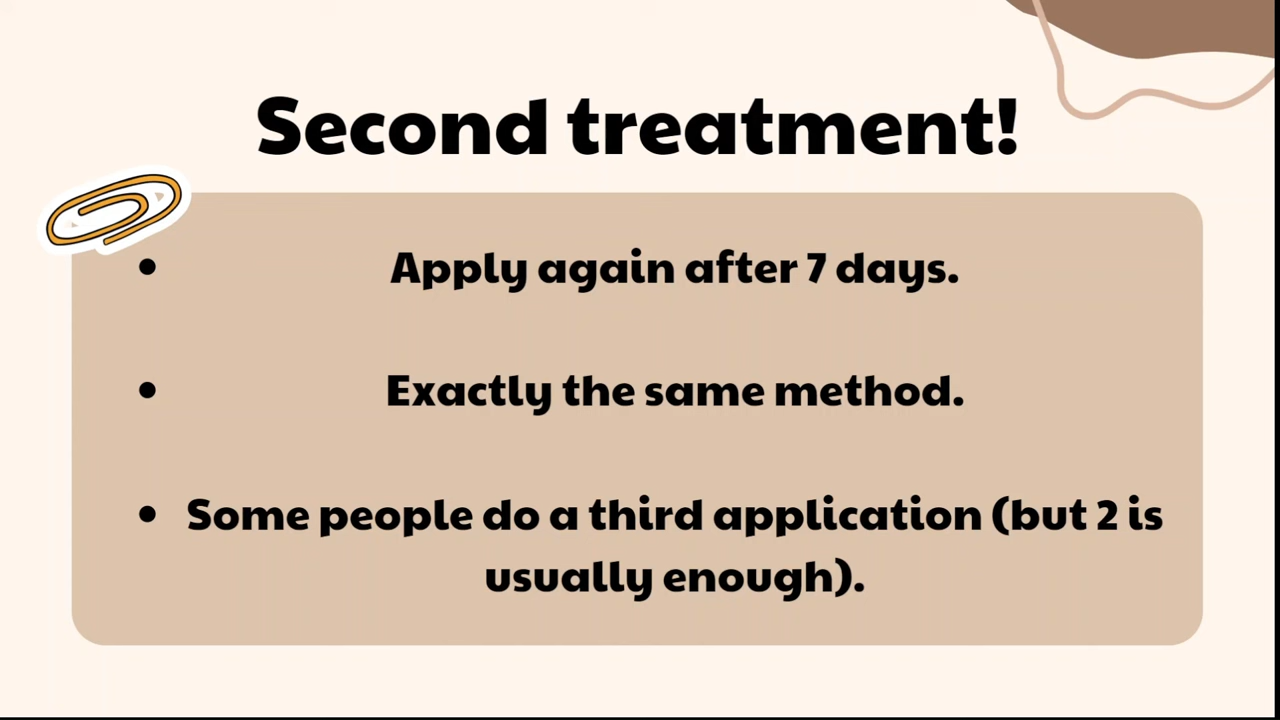 Second treatment!
• Apply again after 7 days.
• Exactly the same method.
• Some people do a third application (but 2 is
usually enough).